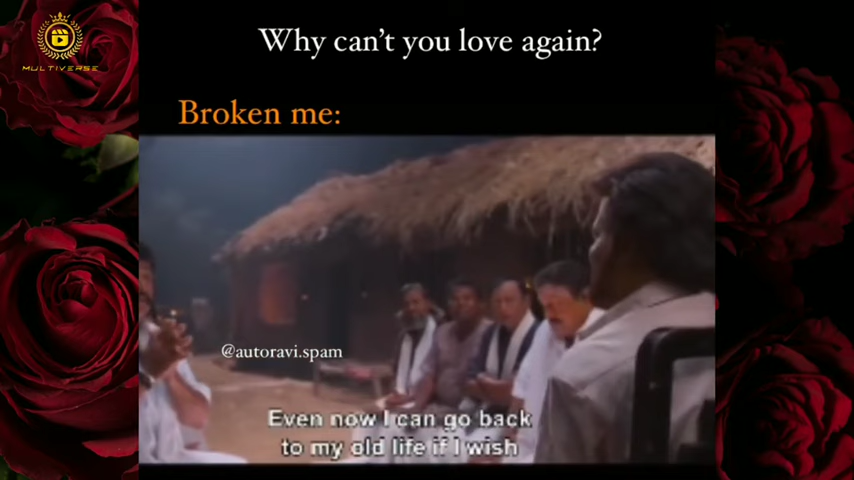 MULTIVERSE
Why can't you love again?
Broken me:
@autoravi.spam
Even now I can go back
to my old life if I wish